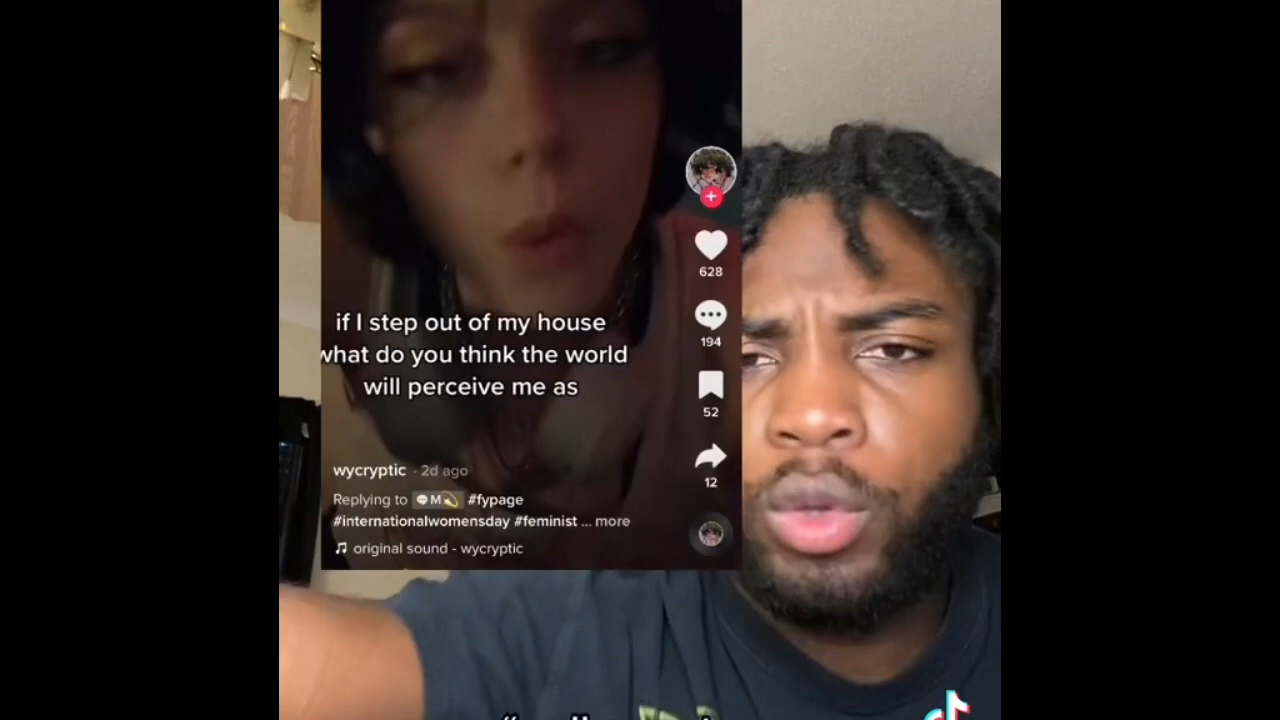 628
194
52
12
if I step out of my house
what do you think the world
will perceive me as
wycryptic · 2d ago
Replying to M #fypage
#internationalwomensday #feminist ... more
original sound - wycryptic